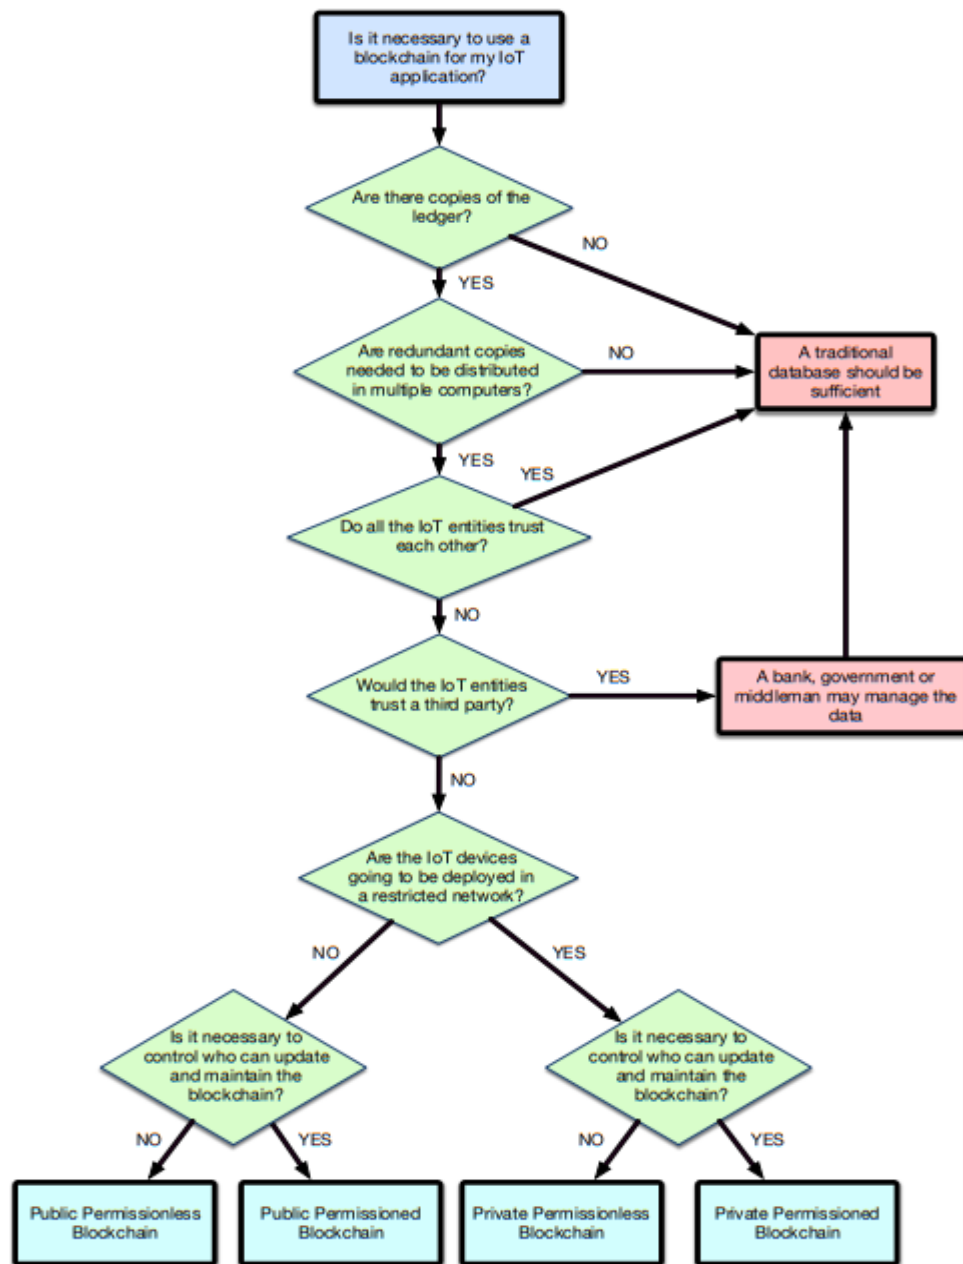 Is it necessary to use a
blockchain for my IoT
application?
Are there copies of the
ledger?
NO
YES
Are redundant copies
needed to be distributed
in multiple computers?
NO
A traditional
database should be
sufficient
YES
YES
Do all the IoT entities trust
each other?
NO
Would the IoT entities
trust a third party?
YES
A bank, government or
middleman may manage the
data
NO
Are the IoT devices
going to be deployed in
a restricted network?
NO
YES
Is it necessary to
control who can update
and maintain the
blockchain?
Is it necessary to
control who can update
and maintain the
blockchain?
NO
YES
NO
YES
Public Permissionless
Blockchain
Public Permissioned
Blockchain
Private Permissionless
Blockchain
Private Permissioned
Blockchain